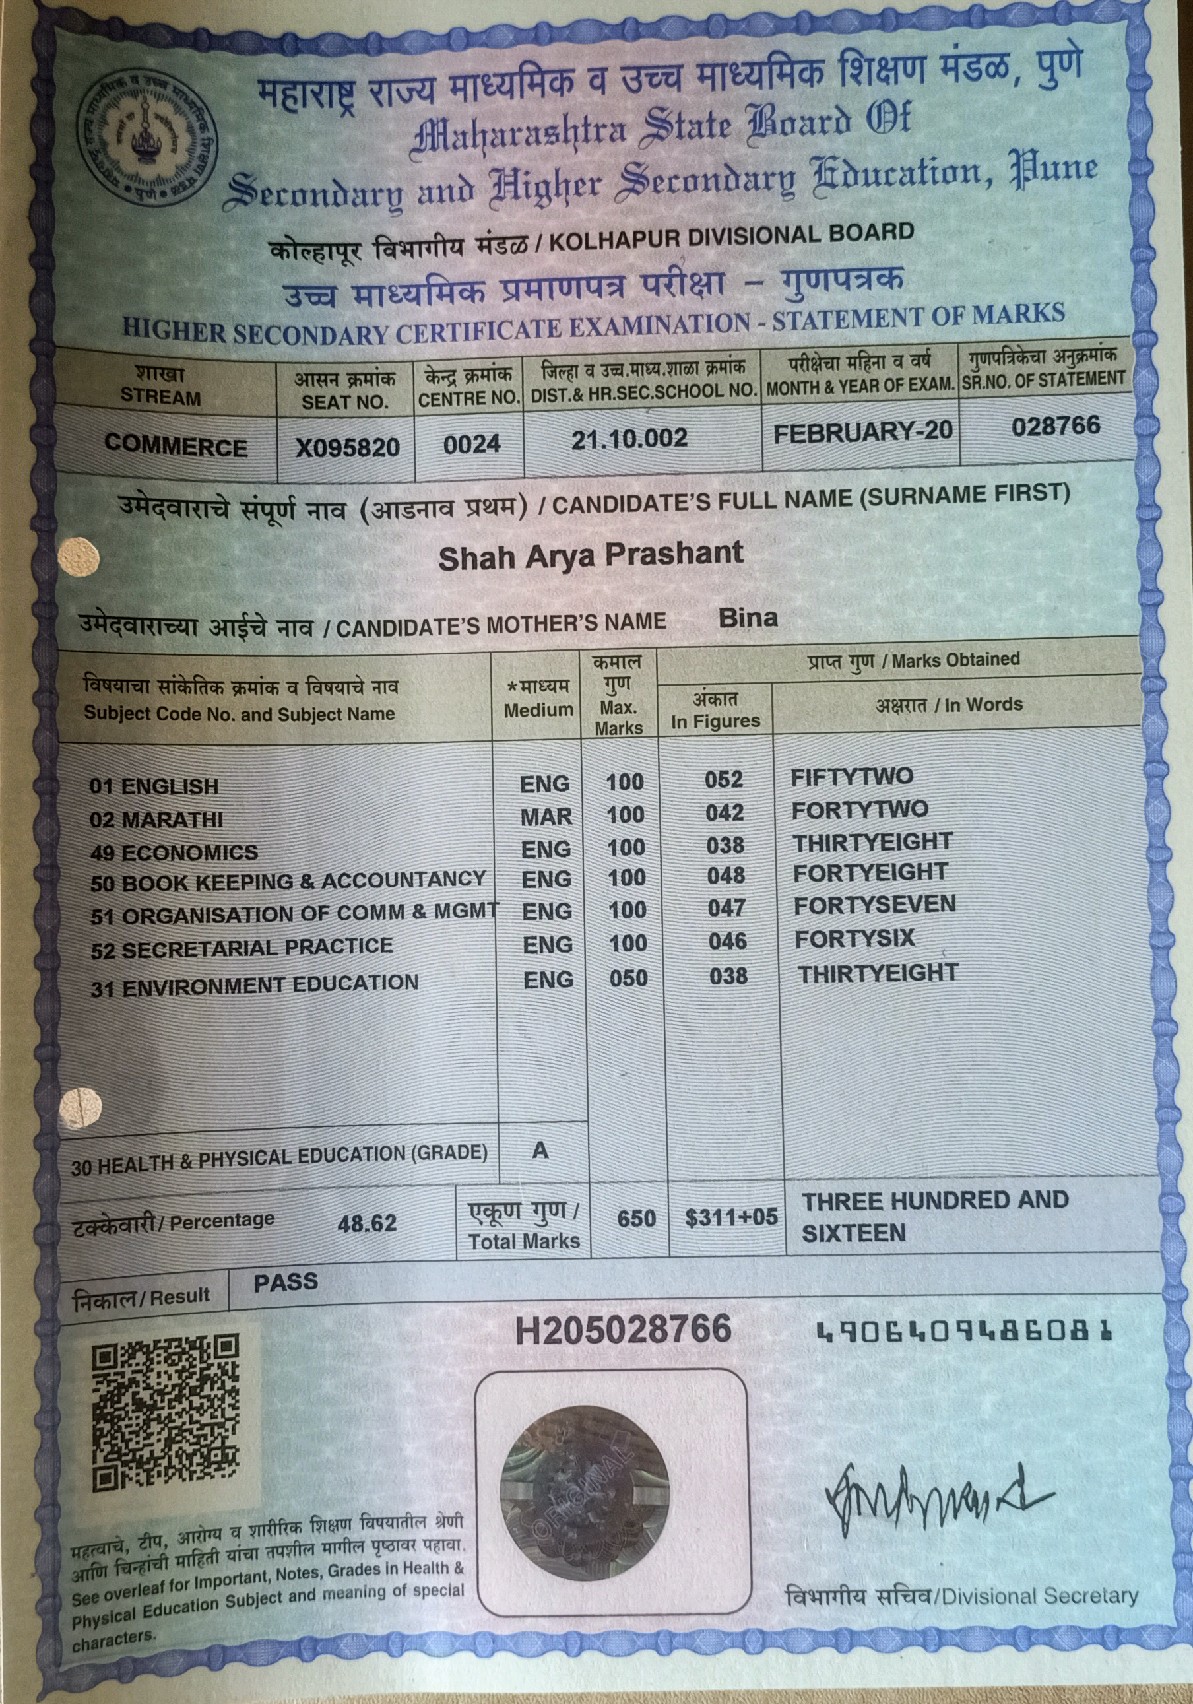 महाराष्ट्र राज्य माध्यमिक व उच्च माध्यमिक शिक्षण मंडळ, पुणे
Maharashtra State Board Of
Secondary and Higher Secondary Education, Pune
कोल्हापूर विभागीय मंडळ / KOLHAPUR DIVISIONAL BOARD
उच्च माध्यमिक प्रमाणपत्र परीक्षा – गुणपत्रक
HIGHER SECONDARY CERTIFICATE EXAMINATION - STATEMENT OF MARKS
शाखा आसन क्रमांक केन्द्र क्रमांक जिल्हा व उच्च.माध्य.शाळा क्रमांक परीक्षेचा महिना व वर्ष गुणपत्रिकेचा अनुक्रमांक
STREAM SEAT NO. CENTRE NO. DIST.& HR.SEC.SCHOOL NO. MONTH & YEAR OF EXAM. SR.NO. OF STATEMENT
COMMERCE X095820 0024 21.10.002 FEBRUARY-20 028766
उमेदवाराचे संपूर्ण नाव (आडनाव प्रथम) / CANDIDATE'S FULL NAME (SURNAME FIRST)
Shah Arya Prashant
उमेदवाराच्या आईचे नाव / CANDIDATE'S MOTHER'S NAME Bina
विषयाचा सांकेतिक क्रमांक व विषयाचे नाव
Subject Code No. and Subject Name
*माध्यम
Medium
कमाल
गुण
Max.
Marks
प्राप्त गुण / Marks Obtained
अंकात
In Figures
अक्षरात / In Words
01 ENGLISH ENG 100 052 FIFTYTWO
02 MARATHI MAR 100 042 FORTYTWO
49 ECONOMICS ENG 100 038 THIRTYEIGHT
50 BOOK KEEPING & ACCOUNTANCY ENG 100 048 FORTYEIGHT
51 ORGANISATION OF COMM & MGMT ENG 100 047 FORTYSEVEN
52 SECRETARIAL PRACTICE ENG 100 046 FORTYSIX
31 ENVIRONMENT EDUCATION ENG 050 038 THIRTYEIGHT
30 HEALTH & PHYSICAL EDUCATION (GRADE) A
टक्केवारी / Percentage 48.62
एकूण गुण /
Total Marks
650 $311+05
THREE HUNDRED AND
SIXTEEN
निकाल / Result PASS
H205028766 4906409486081
ORIGINAL
महत्वाचे, टीप, आरोग्य व शारीरिक शिक्षण विषयातील श्रेणी
आणि चिन्हांची माहिती यांचा तपशील मागील पृष्ठावर पहावा.
See overleaf for Important, Notes, Grades in Health &
Physical Education Subject and meaning of special
characters.
विभागीय सचिव/Divisional Secretary